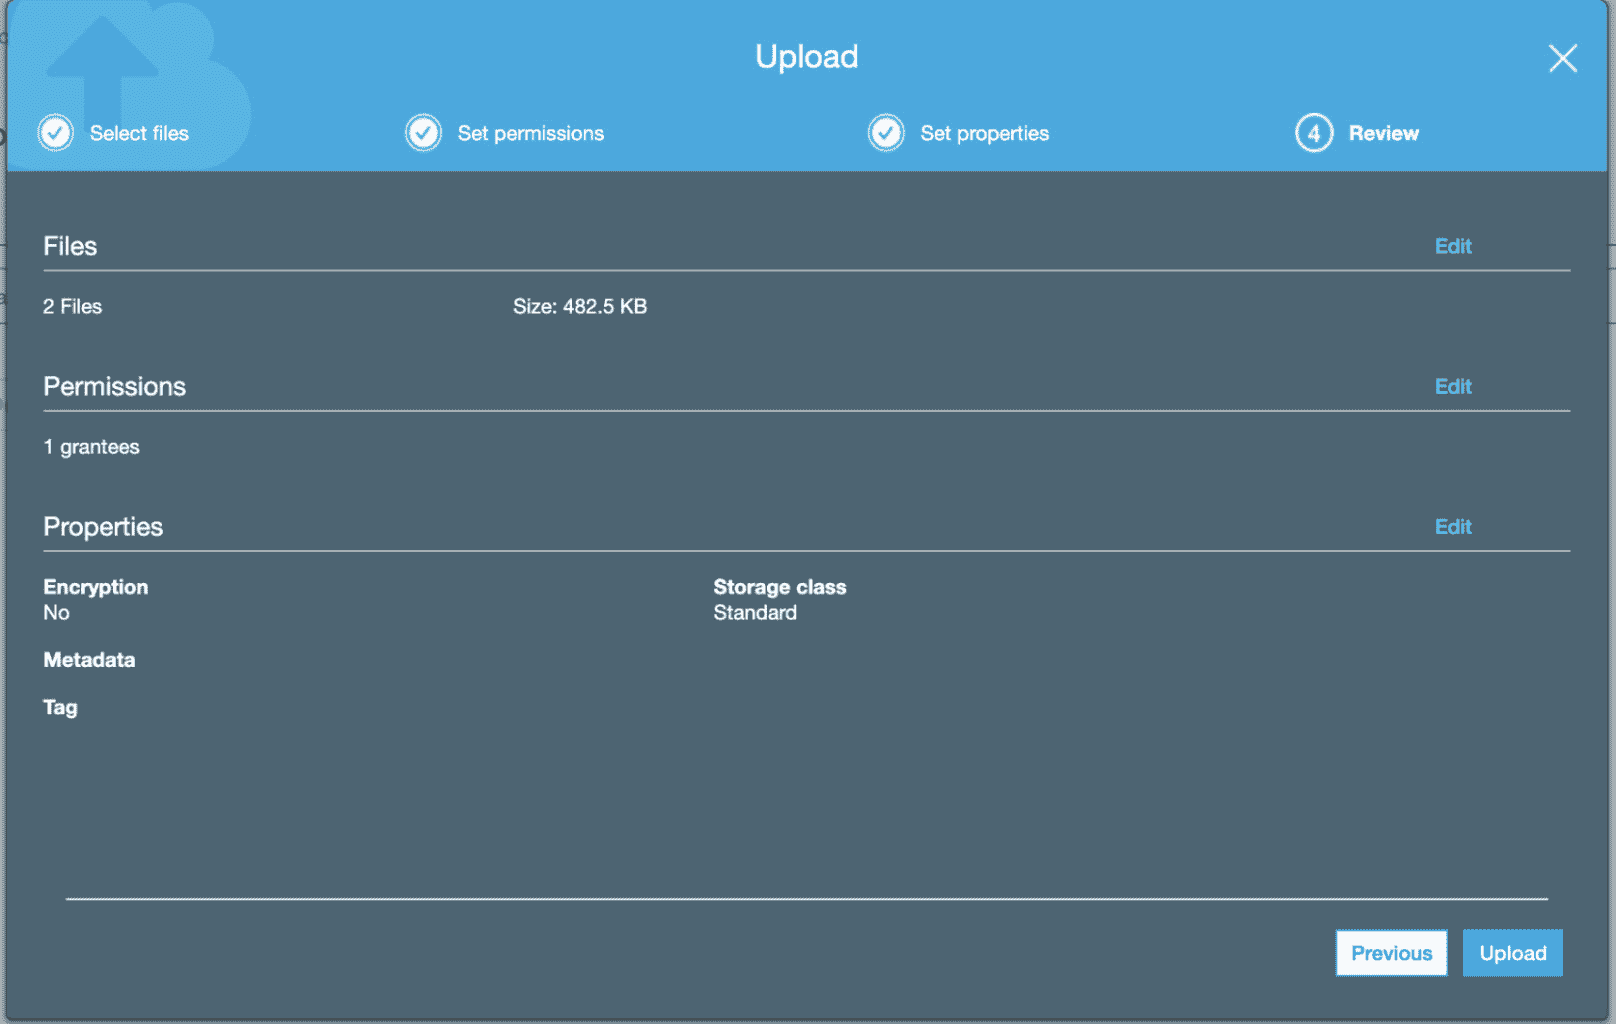 Upload
Select files
Set permissions
Set properties
4 Review
Files Edit
2 Files Size: 482.5 KB
Permissions Edit
1 grantees
Properties Edit
Encryption Storage class
No Standard
Metadata
Tag
Previous Upload